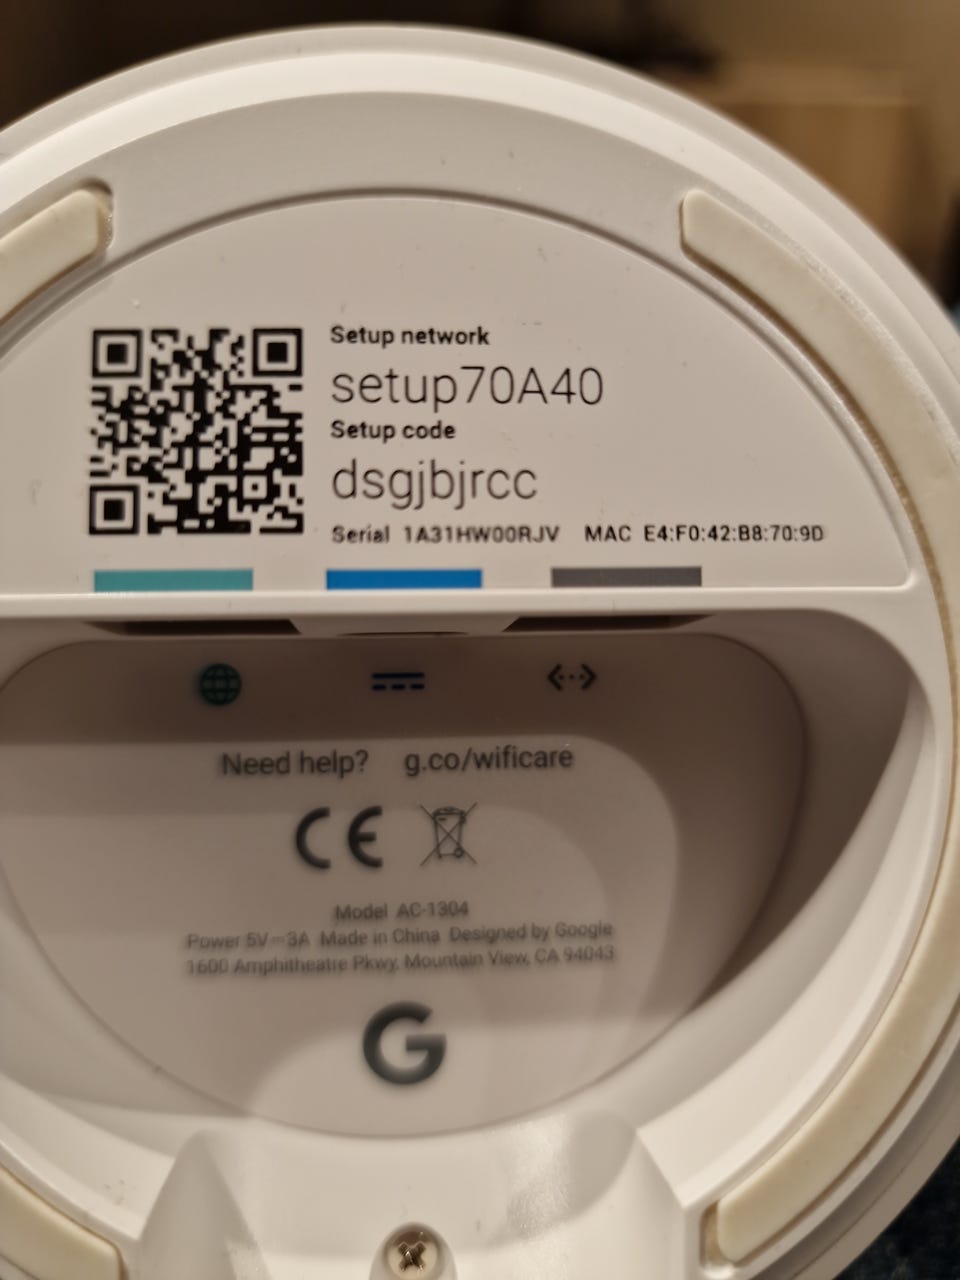 Setup network
setup70A40
Setup code
dsgjbjrcc
Serial 1A31HW00RJV MAC E4:F0:42:B8:70:9D
Need help? g.co/wificare
CE
Model AC-1304
Power 5V⎓3A Made in China Designed by Google
1600 Amphitheatre Pkwy, Mountain View, CA 94043
G